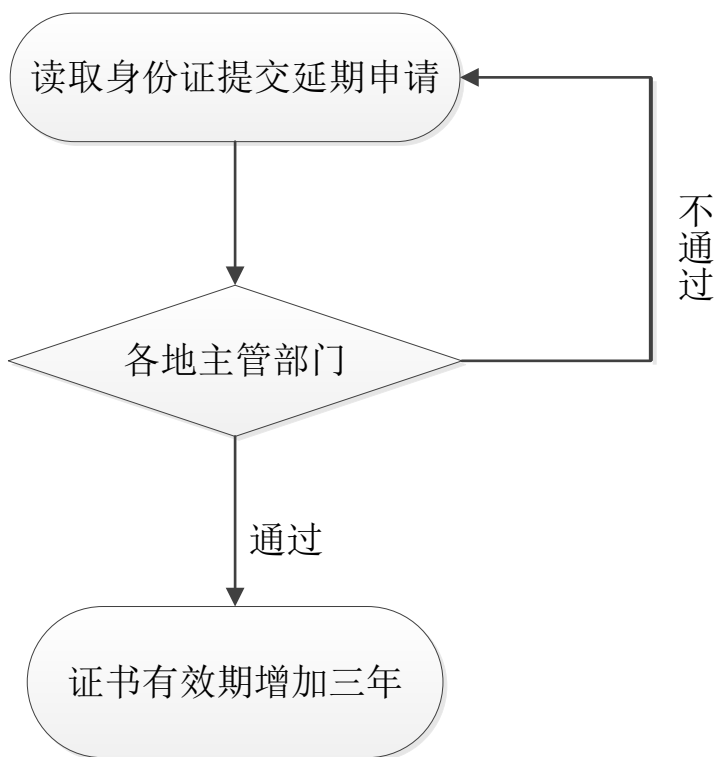 读取身份证提交延期申请
不通过
各地主管部门
通过
证书有效期增加三年